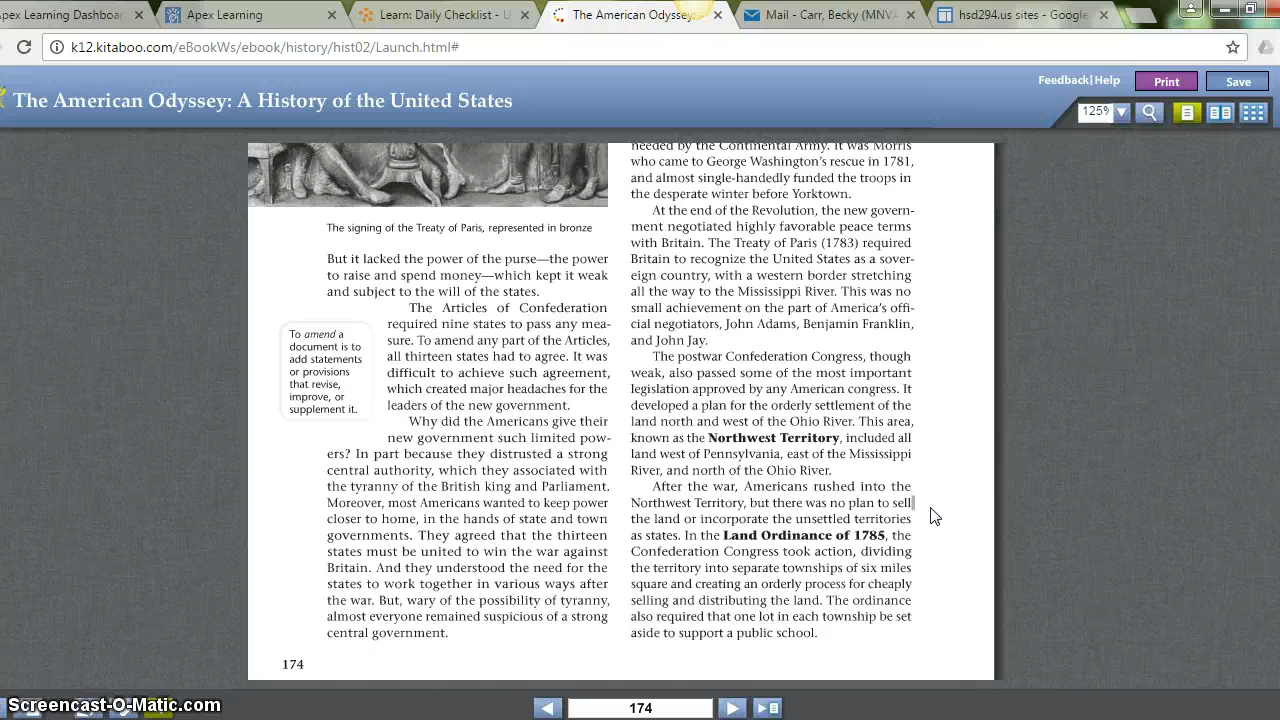 pex Learning Dashboa
Apex Learning
Learn: Daily Checklist - U
The American Odyssey:
Mail - Carr, Becky (MNVA
hsd294.us sites - Google
k12.kitaboo.com/eBookWs/ebook/history/hist02/Launch.html#
Feedback|Help
Print
Save
The American Odyssey: A History of the United States
125%
The signing of the Treaty of Paris, represented in bronze
But it lacked the power of the purse—the power
to raise and spend money—which kept it weak
and subject to the will of the states.
The Articles of Confederation
required nine states to pass any mea-
sure. To amend any part of the Articles,
all thirteen states had to agree. It was
difficult to achieve such agreement,
which created major headaches for the
leaders of the new government.
Why did the Americans give their
new government such limited pow-
ers? In part because they distrusted a strong
central authority, which they associated with
the tyranny of the British king and Parliament.
Moreover, most Americans wanted to keep power
closer to home, in the hands of state and town
governments. They agreed that the thirteen
states must be united to win the war against
Britain. And they understood the need for the
states to work together in various ways after
the war. But, wary of the possibility of tyranny,
almost everyone remained suspicious of a strong
central government.
To amend a
document is to
add statements
or provisions
that revise,
improve, or
supplement it.
174
needed by the Continental Army. It was Morris
who came to George Washington's rescue in 1781,
and almost single-handedly funded the troops in
the desperate winter before Yorktown.
At the end of the Revolution, the new govern-
ment negotiated highly favorable peace terms
with Britain. The Treaty of Paris (1783) required
Britain to recognize the United States as a sover-
eign country, with a western border stretching
all the way to the Mississippi River. This was no
small achievement on the part of America's offi-
cial negotiators, John Adams, Benjamin Franklin,
and John Jay.
The postwar Confederation Congress, though
weak, also passed some of the most important
legislation approved by any American congress. It
developed a plan for the orderly settlement of the
land north and west of the Ohio River. This area,
known as the Northwest Territory, included all
land west of Pennsylvania, east of the Mississippi
River, and north of the Ohio River.
After the war, Americans rushed into the
Northwest Territory, but there was no plan to sell
the land or incorporate the unsettled territories
as states. In the Land Ordinance of 1785, the
Confederation Congress took action, dividing
the territory into separate townships of six miles
square and creating an orderly process for cheaply
selling and distributing the land. The ordinance
also required that one lot in each township be set
aside to support a public school.
174
Screencast-O-Matic.com